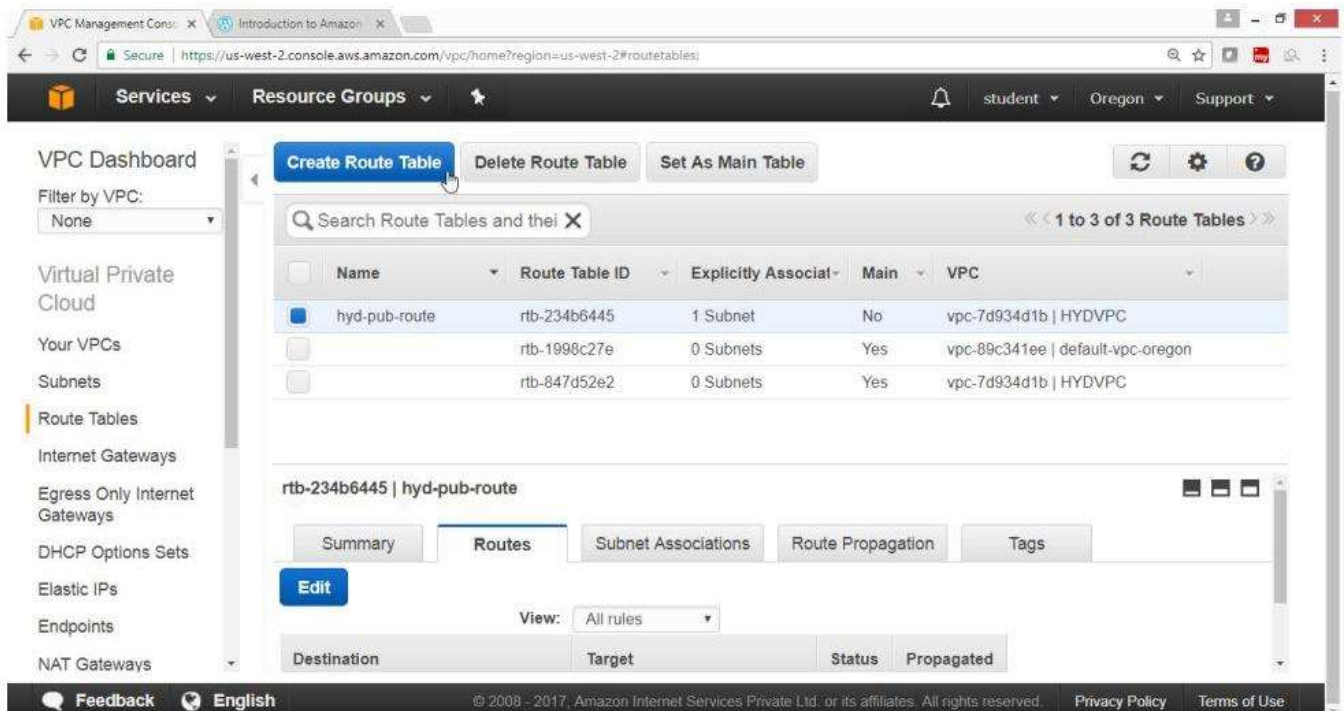 VPC Management Cons
Introduction to Amazon
Secure | https://us-west-2.console.aws.amazon.com/vpc/home?region=us-west-2#routetables:
my
Services Resource Groups student Oregon Support
VPC Dashboard
Filter by VPC:
None
Virtual Private
Cloud
Your VPCs
Subnets
Route Tables
Internet Gateways
Egress Only Internet
Gateways
DHCP Options Sets
Elastic IPs
Endpoints
NAT Gateways
Create Route Table Delete Route Table Set As Main Table
Search Route Tables and thei X
1 to 3 of 3 Route Tables
Name Route Table ID Explicitly Associat Main VPC
hyd-pub-route rtb-234b6445 1 Subnet No vpc-7d934d1b | HYDVPC
rtb-1998c27e 0 Subnets Yes vpc-89c341ee | default-vpc-oregon
rtb-847d52e2 0 Subnets Yes vpc-7d934d1b | HYDVPC
rtb-234b6445 | hyd-pub-route
Summary Routes Subnet Associations Route Propagation Tags
Edit
View: All rules
Destination Target Status Propagated
Feedback English © 2008 - 2017, Amazon Internet Services Private Ltd. or its affiliates. All rights reserved. Privacy Policy Terms of Use